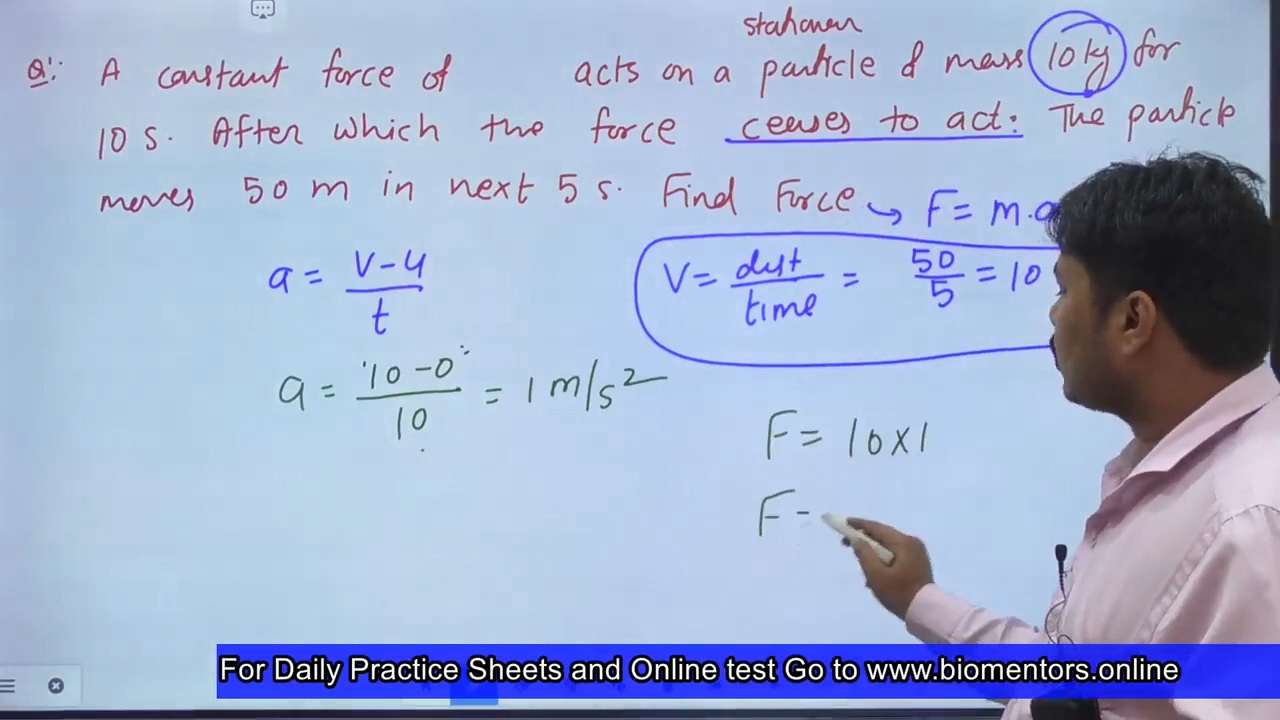 stationary
Q:- A constant force of acts on a particle of mass 10 kg for
10 s. After which the force ceases to act. The particle
moves 50 m in next 5 s. Find Force → F = m.a
a = v-u/t
V = dist/time = 50/5 = 10
a = 10-0/10 = 1 m/s²
F = 10x1
F =
For Daily Practice Sheets and Online test Go to www.biomentors.online